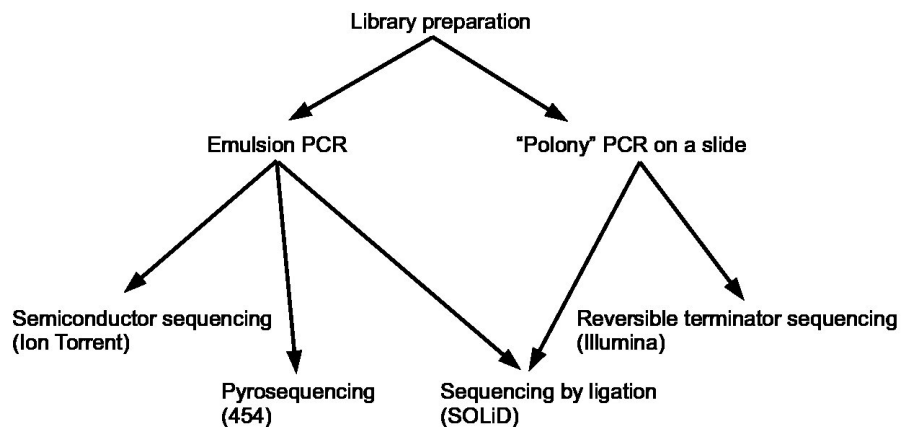 Library preparation
Emulsion PCR
“Polony” PCR on a slide
Semiconductor sequencing
(Ion Torrent)
Reversible terminator sequencing
(Illumina)
Pyrosequencing
(454)
Sequencing by ligation
(SOLiD)